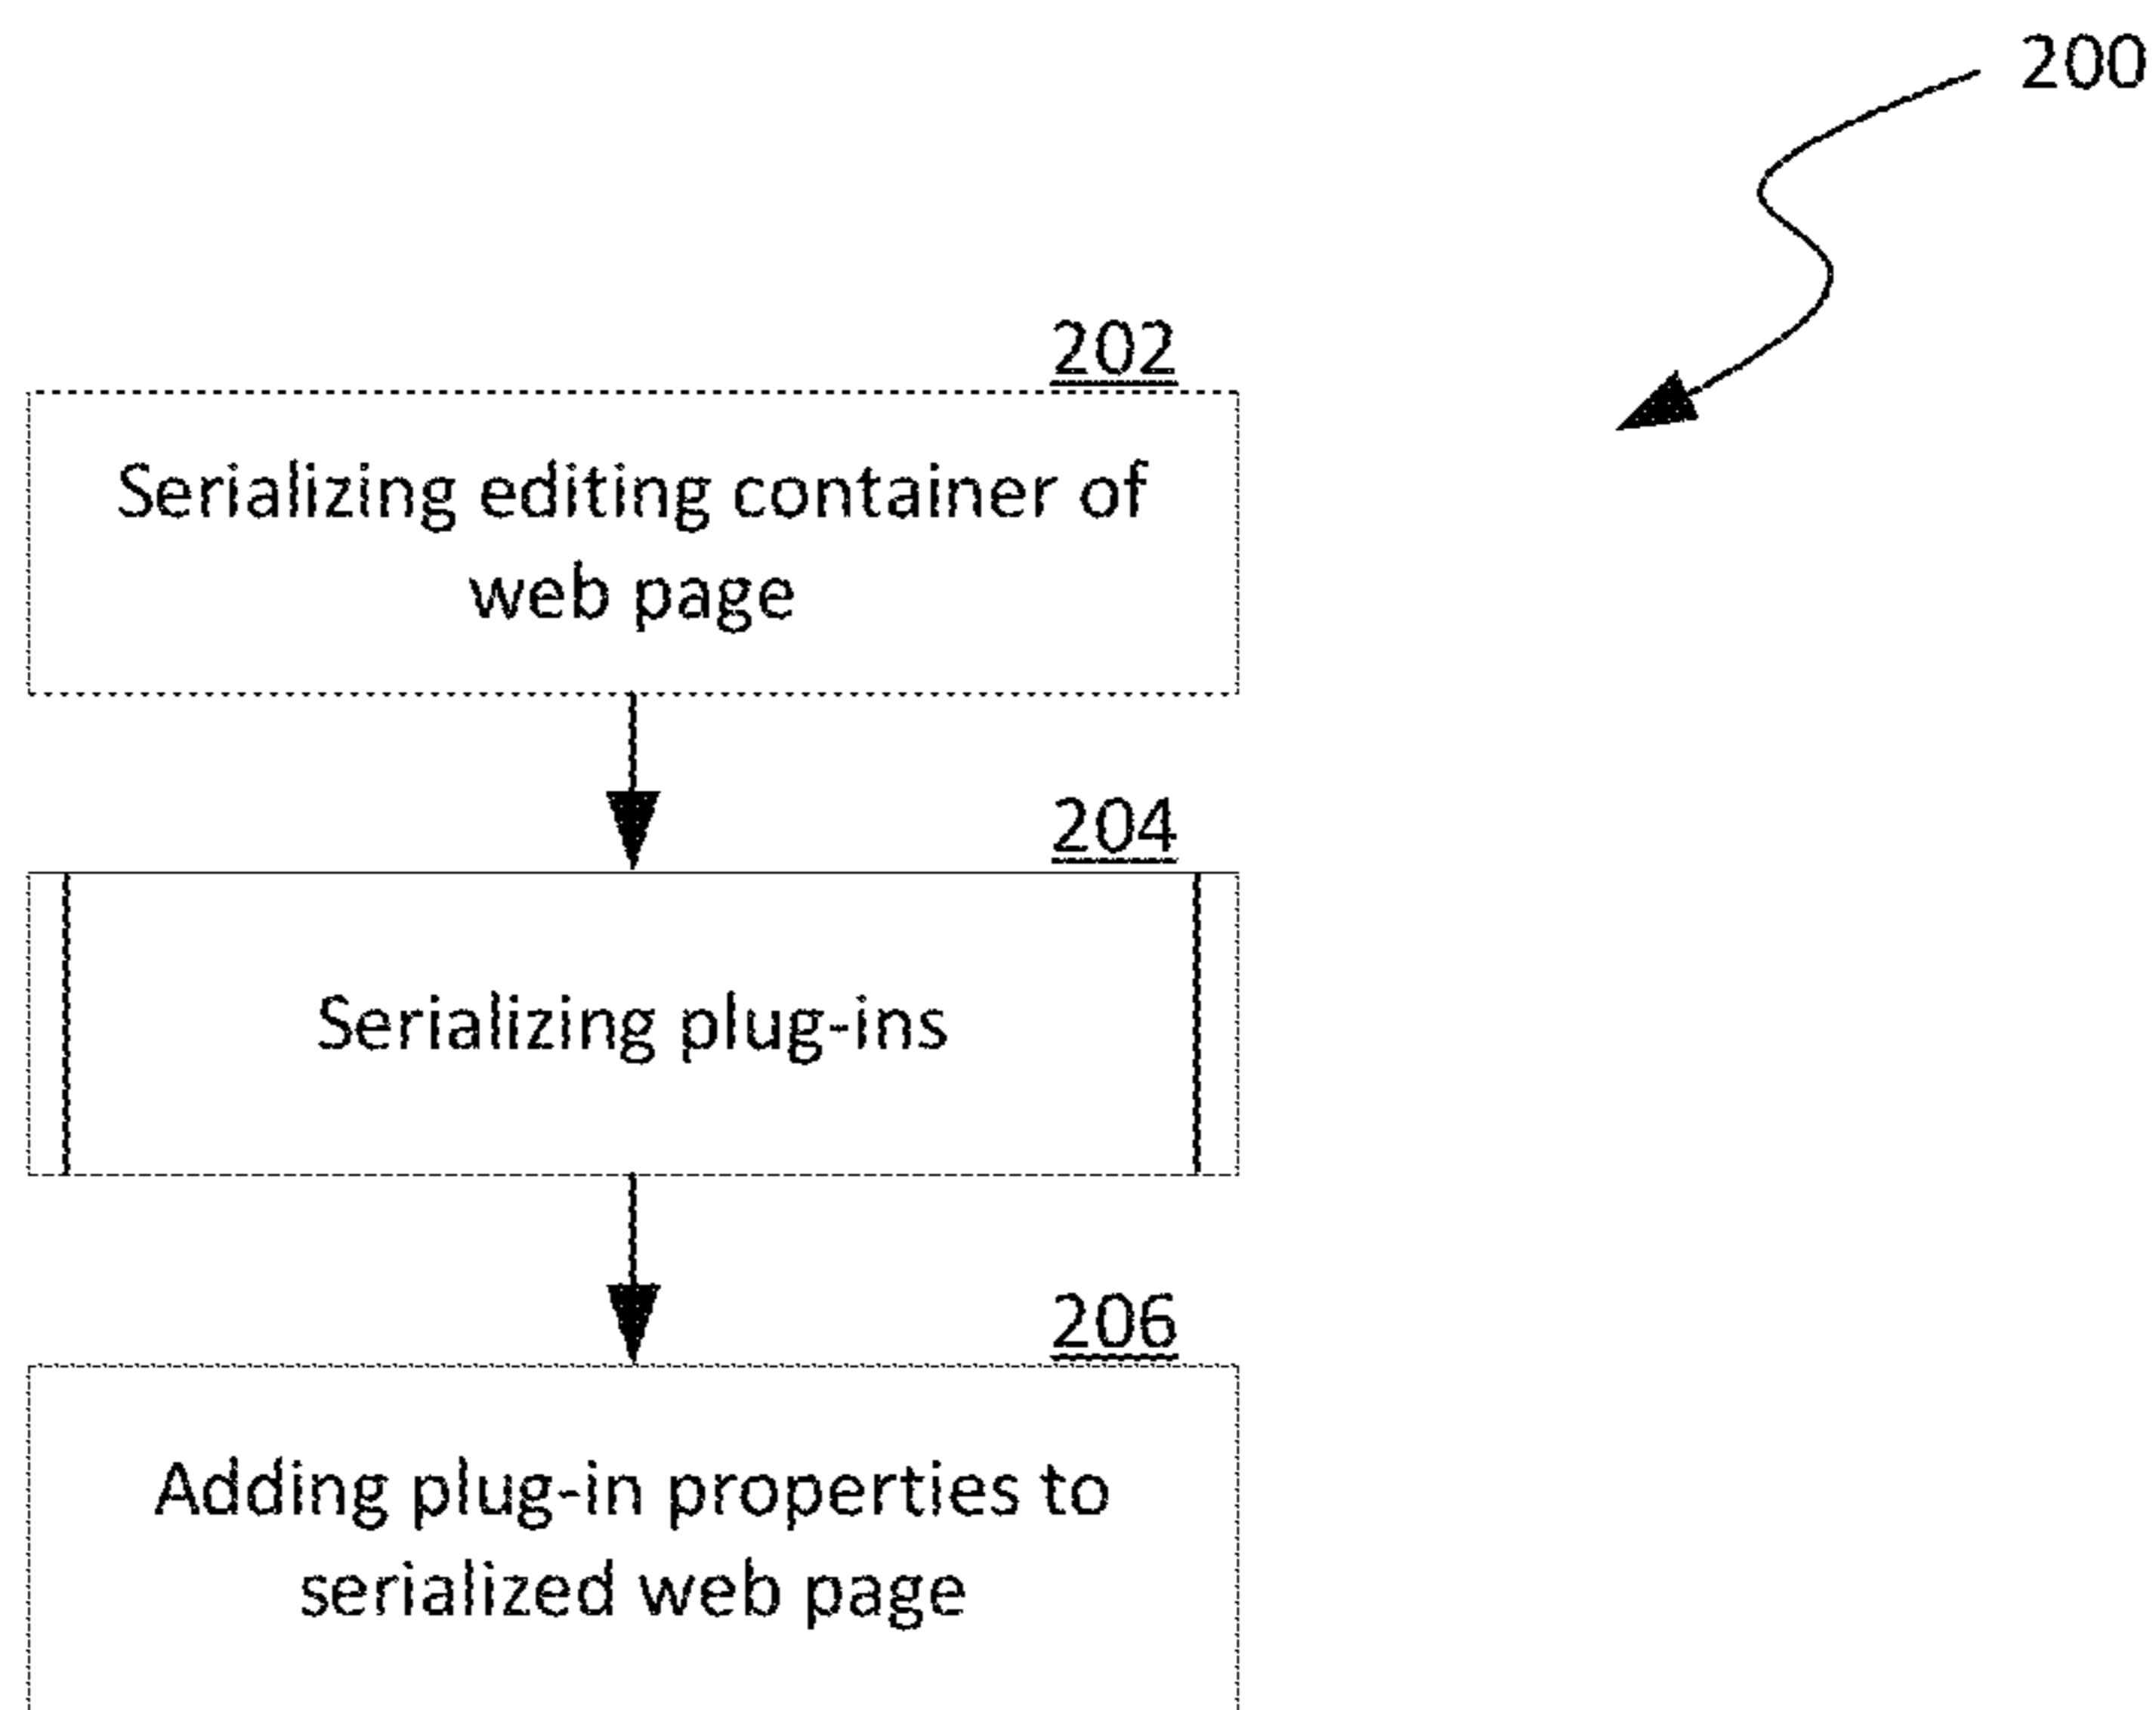 200
202
Serializing editing container of
web page
204
Serializing plug-ins
206
Adding plug-in properties to
serialized web page